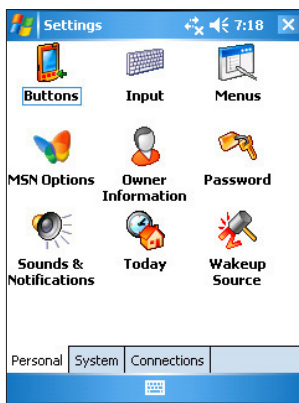 Settings 7:18
Buttons Input Menus
MSN Options Owner Information Password
Sounds & Notifications Today Wakeup Source
Personal System Connections